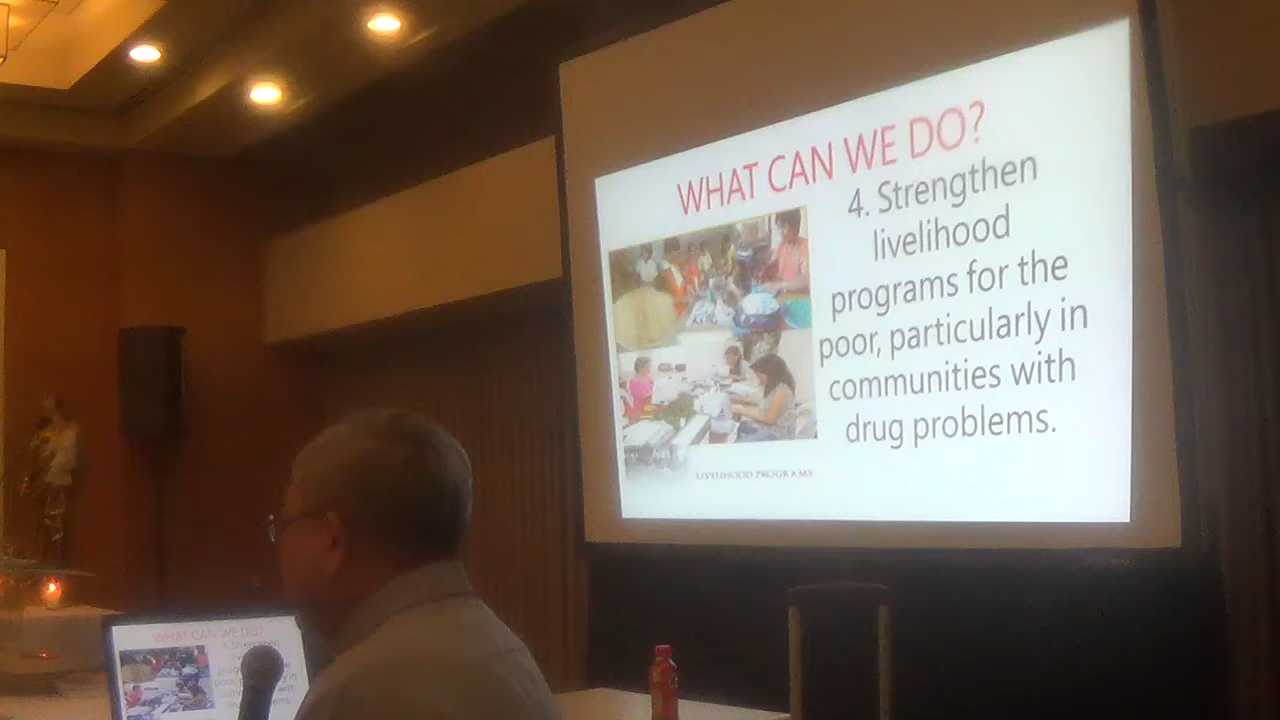 WHAT CAN WE DO?
4. Strengthen
livelihood
programs for the
poor, particularly in
communities with
drug problems.
LIVELIHOOD PROGRAMS
WHAT CAN WE DO?